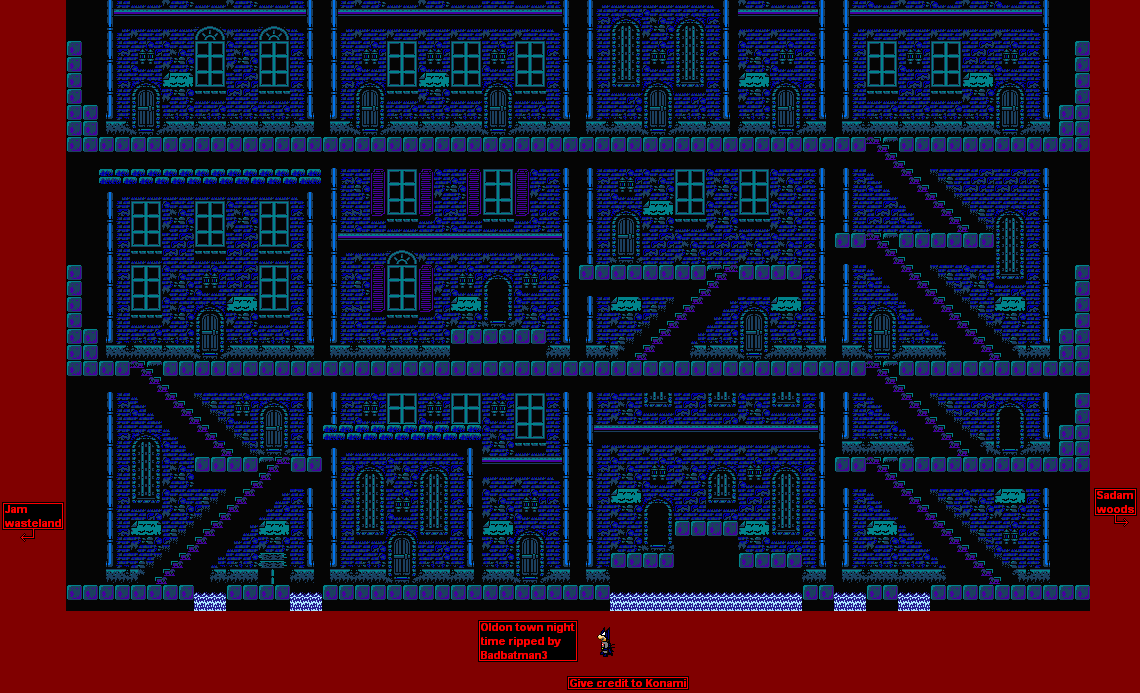 Jam
wasteland
Sadam
woods
Oldon town night
time ripped by
Badbatman3
Give credit to Konami